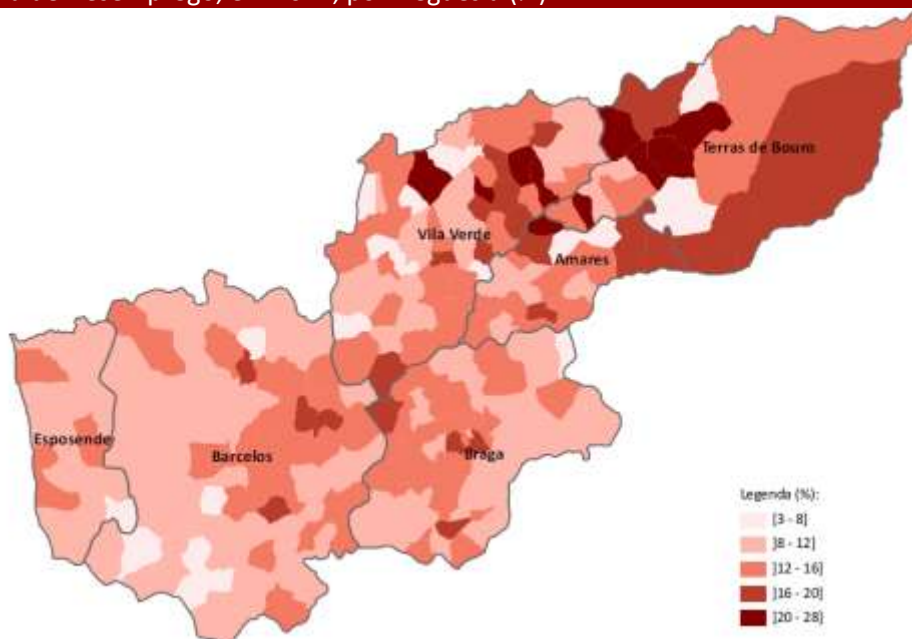 Terras de Bouro
Vila Verde
Amares
Esposende
Barcelos
Braga
Legenda (%):
[3 - 8]
]8 - 12]
]12 - 16]
]16 - 20]
]20 - 28]